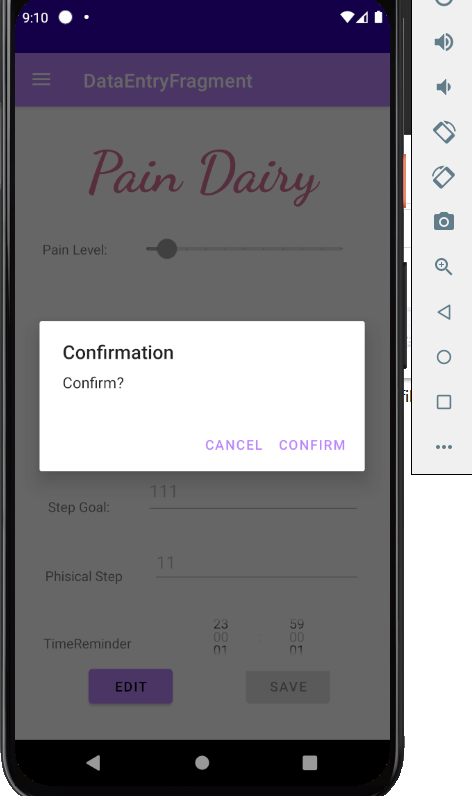 9:10
DataEntryFragment
Pain Dairy
Pain Level:
Confirmation
Confirm?
CANCEL CONFIRM
Step Goal: 111
Phisical Step 11
23 59
TimeReminder 00 00
01 01
EDIT SAVE